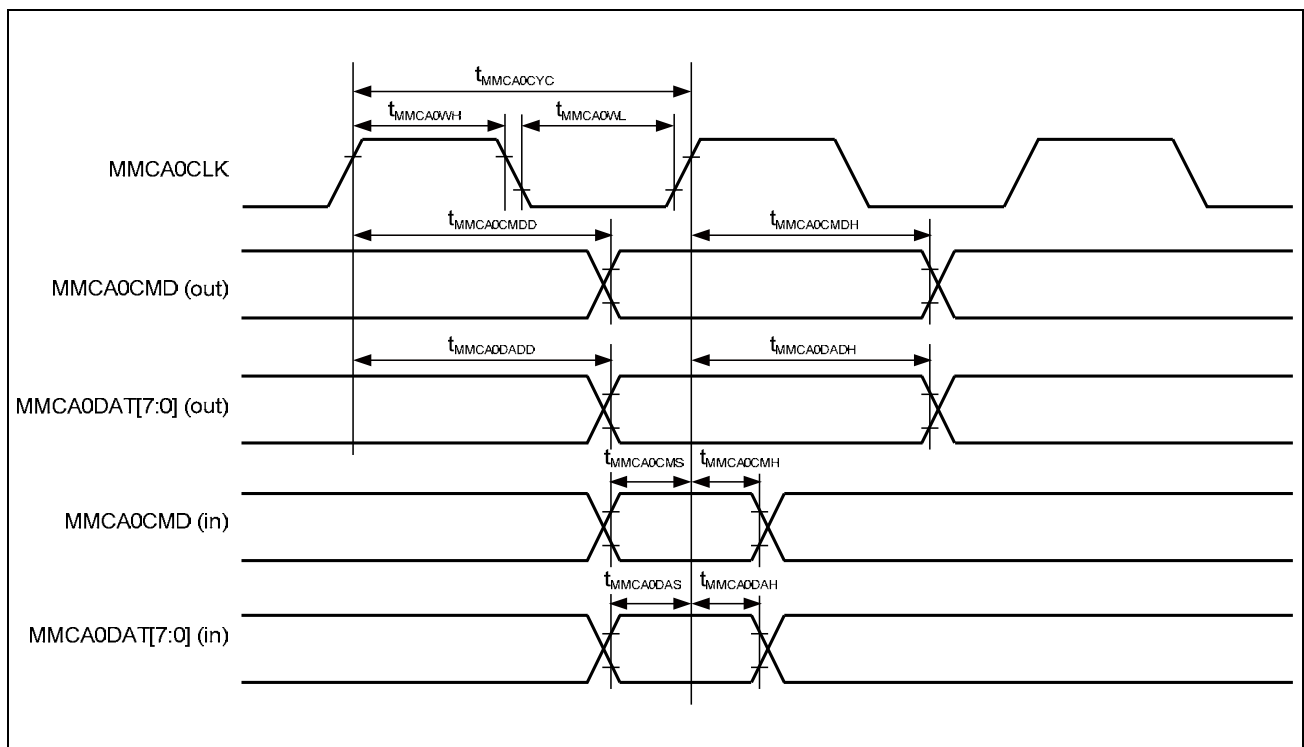 tMMCA0CYC
tMMCA0WH
tMMCA0WL
MMCA0CLK
tMMCA0CMDD
tMMCA0CMDH
MMCA0CMD (out)
tMMCA0DADD
tMMCA0DADH
MMCA0DAT[7:0] (out)
tMMCA0CMS
tMMCA0CMH
MMCA0CMD (in)
tMMCA0DAS
tMMCA0DAH
MMCA0DAT[7:0] (in)